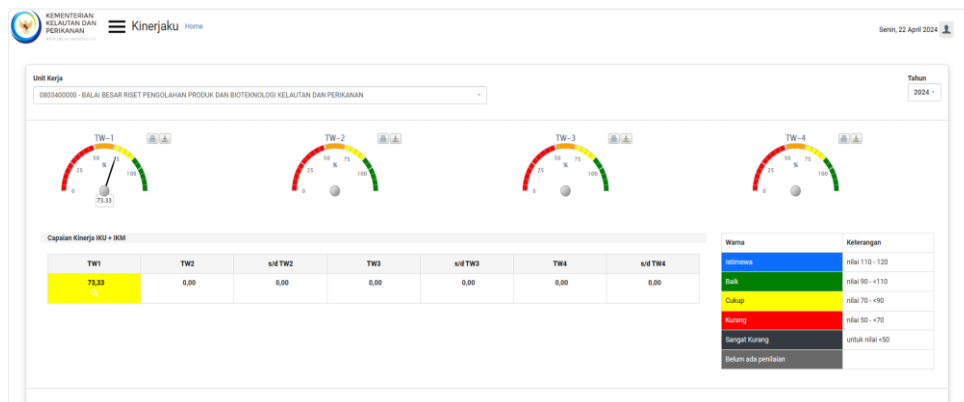 KEMENTERIAN
KELAUTAN DAN
PERIKANAN
REPUBLIK INDONESIA
Kinerjaku Home
Senin, 22 April 2024
Unit Kerja
Tahun
0803400000 - BALAI BESAR RISET PENGOLAHAN PRODUK DAN BIOTEKNOLOGI KELAUTAN DAN PERIKANAN
2024
TW-1
0 25 50 75 100
%
73.33
TW-2
0 25 50 75 100
%
TW-3
0 25 50 75 100
%
TW-4
0 25 50 75 100
%
Capaian Kinerja IKU + IKM
TW1 TW2 s/d TW2 TW3 s/d TW3 TW4 s/d TW4
73,33 0,00 0,00 0,00 0,00 0,00 0,00
Warna Keterangan
Istimewa nilai 110 - 120
Baik nilai 90 - <110
Cukup nilai 70 - <90
Kurang nilai 50 - <70
Sangat Kurang untuk nilai <50
Belum ada penilaian